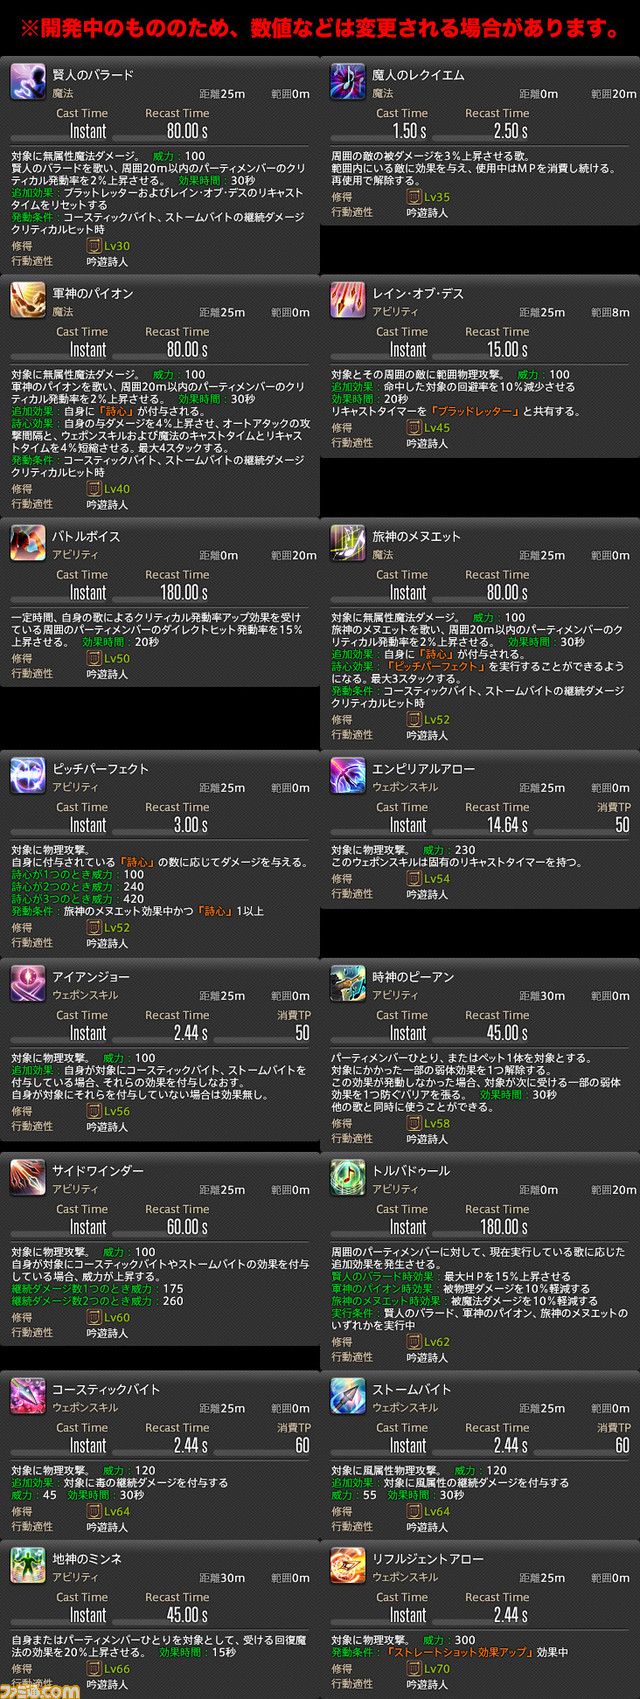 ※開発中のもののため、数値などは変更される場合があります。
賢人のバラード
魔法 距離25m 範囲0m
Cast Time Recast Time
Instant 80.00 s
対象に無属性魔法ダメージ。 威力:100
賢人のバラードを歌い、周囲20m以内のパーティメンバーのクリ
ティカル発動率を2%上昇させる。 効果時間:30秒
追加効果:ブラットレッターおよびレイン・オブ・デスのリキャスト
タイムをリセットする
発動条件:コースティックバイト、ストームバイトの継続ダメージ
クリティカルヒット時
修得 Lv30
行動適性 吟遊詩人
魔人のレクイエム
魔法 距離0m 範囲20m
Cast Time Recast Time
1.50 s 2.50 s
周囲の敵の被ダメージを3%上昇させる歌。
範囲内にいる敵に効果を与え、使用中はMPを消費し続ける。
再使用で解除する。
修得 Lv35
行動適性 吟遊詩人
軍神のパイオン
魔法 距離25m 範囲0m
Cast Time Recast Time
Instant 80.00 s
対象に無属性魔法ダメージ。 威力:100
軍神のパイオンを歌い、周囲20m以内のパーティメンバーのクリ
ティカル発動率を2%上昇させる。 効果時間:30秒
追加効果:自身に「詩心」が付与される。
詩心効果:自身の与ダメージを4%上昇させ、オートアタックの攻
撃間隔と、ウェポンスキルおよび魔法のキャストタイムとリキャス
トタイムを4%短縮させる。最大4スタックする。
発動条件:コースティックバイト、ストームバイトの継続ダメージ
クリティカルヒット時
修得 Lv40
行動適性 吟遊詩人
レイン・オブ・デス
アビリティ 距離25m 範囲8m
Cast Time Recast Time
Instant 15.00 s
対象とその周囲の敵に範囲物理攻撃。 威力:100
追加効果:命中した対象の回避率を10%減少させる
効果時間:20秒
リキャストタイマーを「ブラッドレッター」と共有する。
修得 Lv45
行動適性 吟遊詩人
バトルボイス
アビリティ 距離0m 範囲20m
Cast Time Recast Time
Instant 180.00 s
一定時間、自身の歌によるクリティカル発動率アップ効果を受け
ている周囲のパーティメンバーのダイレクトヒット発動率を15%
上昇させる。 効果時間:20秒
修得 Lv50
行動適性 吟遊詩人
旅神のメヌエット
魔法 距離25m 範囲0m
Cast Time Recast Time
Instant 80.00 s
対象に無属性魔法ダメージ。 威力:100
旅神のメヌエットを歌い、周囲20m以内のパーティメンバーのク
リティカル発動率を2%上昇させる。 効果時間:30秒
追加効果:自身に「詩心」が付与される。
詩心効果:「ピッチパーフェクト」を実行することができるよう
になる。最大3スタックする。
発動条件:コースティックバイト、ストームバイトの継続ダメージ
クリティカルヒット時
修得 Lv52
行動適性 吟遊詩人
ピッチパーフェクト
アビリティ 距離25m 範囲0m
Cast Time Recast Time
Instant 3.00 s
対象に物理攻撃。
自身に付与されている「詩心」の数に応じてダメージを与える。
詩心が1つのとき威力:100
詩心が2つのとき威力:240
詩心が3つのとき威力:420
発動条件:旅神のメヌエット効果中かつ「詩心」1以上
修得 Lv52
行動適性 吟遊詩人
エンピリアルアロー
ウェポンスキル 距離25m 範囲0m
Cast Time Recast Time 消費TP
Instant 14.64 s 50
対象に物理攻撃。 威力:230
このウェポンスキルは固有のリキャストタイマーを持つ。
修得 Lv54
行動適性 吟遊詩人
アイアンジョー
ウェポンスキル 距離25m 範囲0m
Cast Time Recast Time 消費TP
Instant 2.44 s 50
対象に物理攻撃。 威力:100
追加効果:自身が対象にコースティックバイト、ストームバイトを
付与している場合、それらの効果を付与しなおす。
自身が対象にそれらを付与していない場合は効果無し。
修得 Lv56
行動適性 吟遊詩人
時神のピーアン
アビリティ 距離30m 範囲0m
Cast Time Recast Time
Instant 45.00 s
パーティメンバーひとり、またはペット1体を対象とする。
対象にかかった一部の弱体効果を1つ解除する。
この効果が発動しなかった場合、対象が次に受ける一部の弱体
効果を1つ防ぐバリアを張る。 効果時間:30秒
他の歌と同時に使うことができる。
修得 Lv58
行動適性 吟遊詩人
サイドワインダー
アビリティ 距離25m 範囲0m
Cast Time Recast Time
Instant 60.00 s
対象に物理攻撃。 威力:100
自身が対象にコースティックバイトやストームバイトの効果を付与
している場合、威力が上昇する。
継続ダメージ数1つのとき威力:175
継続ダメージ数2つのとき威力:260
修得 Lv60
行動適性 吟遊詩人
トルバドゥール
アビリティ 距離0m 範囲20m
Cast Time Recast Time
Instant 180.00 s
周囲のパーティメンバーに対して、現在実行している歌に応じた
追加効果を発生させる。
賢人のバラード時効果:最大HPを15%上昇させる
軍神のパイオン時効果:被物理ダメージを10%軽減する
旅神のメヌエット時効果:被魔法ダメージを10%軽減する
実行条件:賢人のバラード、軍神のパイオン、旅神のメヌエットの
いずれかを実行中
修得 Lv62
行動適性 吟遊詩人
コースティックバイト
ウェポンスキル 距離25m 範囲0m
Cast Time Recast Time 消費TP
Instant 2.44 s 60
対象に物理攻撃。 威力:120
追加効果:対象に毒の継続ダメージを付与する
威力:45 効果時間:30秒
修得 Lv64
行動適性 吟遊詩人
ストームバイト
ウェポンスキル 距離25m 範囲0m
Cast Time Recast Time 消費TP
Instant 2.44 s 60
対象に風属性物理攻撃。 威力:120
追加効果:対象に風属性の継続ダメージを付与する
威力:55 効果時間:30秒
修得 Lv64
行動適性 吟遊詩人
地神のミンネ
アビリティ 距離30m 範囲0m
Cast Time Recast Time
Instant 45.00 s
自身またはパーティメンバーひとりを対象として、受ける回復魔
法の効果を20%上昇させる。 効果時間:15秒
修得 Lv66
行動適性 吟遊詩人
リフルジェントアロー
ウェポンスキル 距離25m 範囲0m
Cast Time Recast Time
Instant 2.44 s
対象に物理攻撃。 威力:300
発動条件:「ストレートショット効果アップ」効果中
修得 Lv70
行動適性 吟遊詩人
ファミ通.com